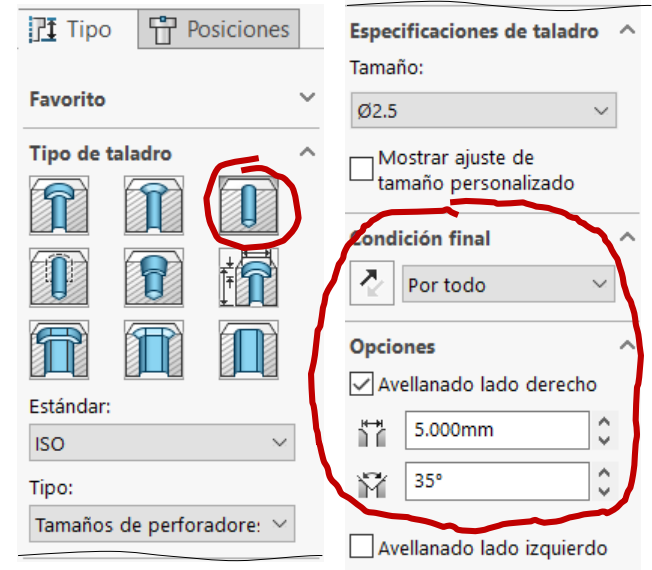 Tipo
Posiciones
Favorito
Tipo de taladro
Estándar:
ISO
Tipo:
Tamaños de perforadore:
Especificaciones de taladro
Tamaño:
Ø2.5
Mostrar ajuste de
tamaño personalizado
Condición final
Por todo
Opciones
Avellanado lado derecho
5.000mm
35°
Avellanado lado izquierdo